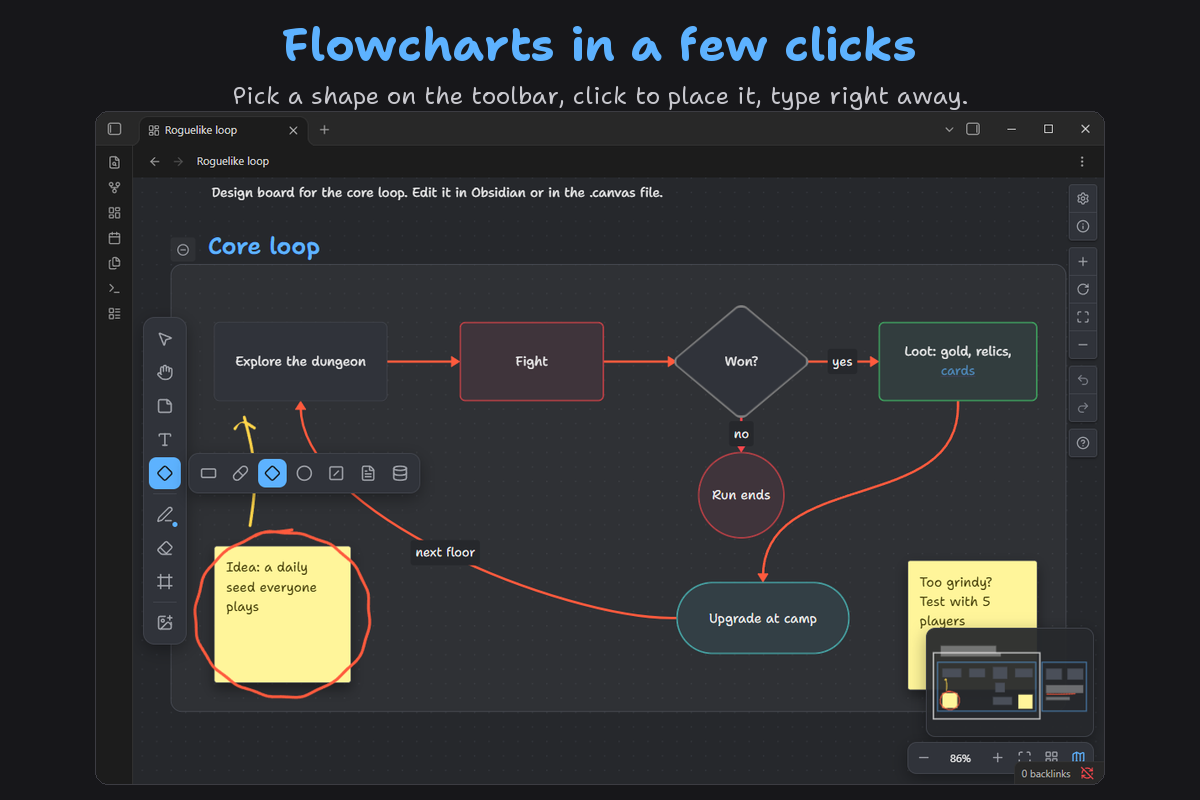 Flowcharts in a few clicks
Pick a shape on the toolbar, click to place it, type right away.
Roguelike loop
Roguelike loop
Design board for the core loop. Edit it in Obsidian or in the .canvas file.
Core loop
Explore the dungeon
Fight
Won?
yes
Loot: gold, relics,
cards
no
Run ends
next floor
Idea: a daily
seed everyone
plays
Upgrade at camp
Too grindy?
Test with 5
players
86%
0 backlinks